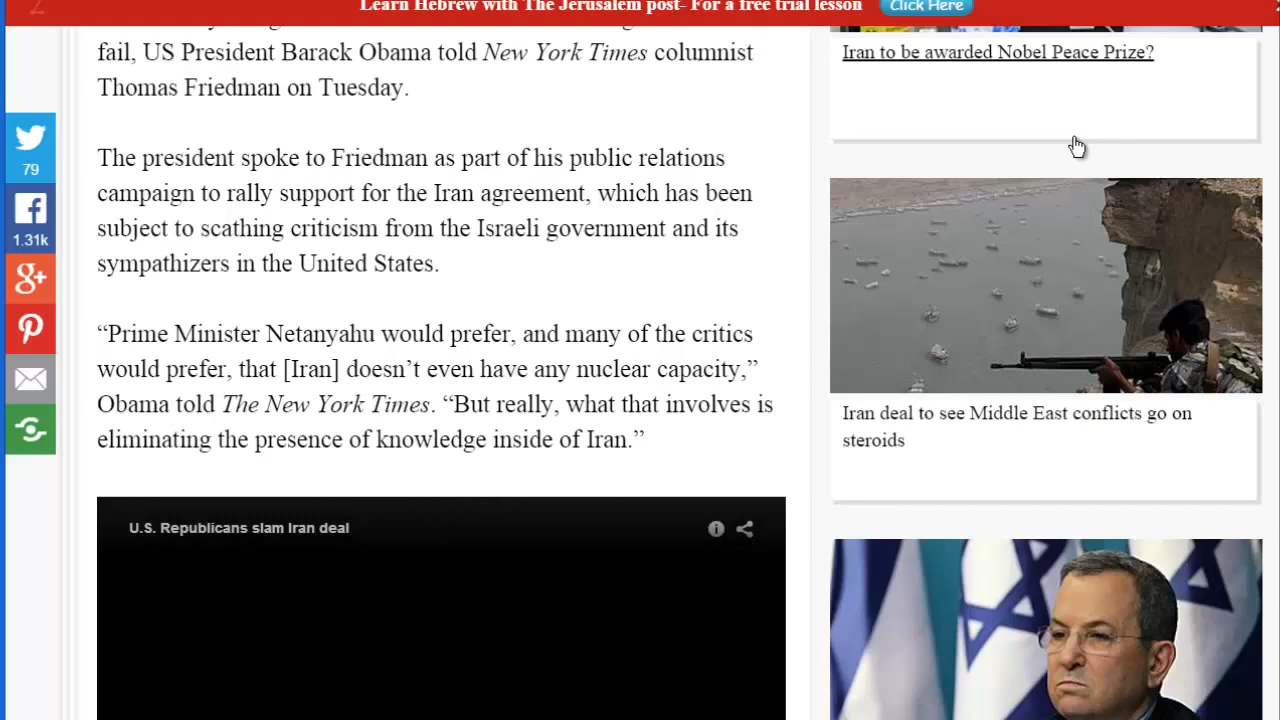 Learn Hebrew with The Jerusalem post- For a free trial lesson
Click Here
fail, US President Barack Obama told New York Times columnist
Thomas Friedman on Tuesday.
The president spoke to Friedman as part of his public relations
campaign to rally support for the Iran agreement, which has been
subject to scathing criticism from the Israeli government and its
sympathizers in the United States.
“Prime Minister Netanyahu would prefer, and many of the critics
would prefer, that [Iran] doesn’t even have any nuclear capacity,”
Obama told The New York Times. “But really, what that involves is
eliminating the presence of knowledge inside of Iran.”
U.S. Republicans slam Iran deal
79
1.31k
g+
Iran to be awarded Nobel Peace Prize?
Iran deal to see Middle East conflicts go on
steroids